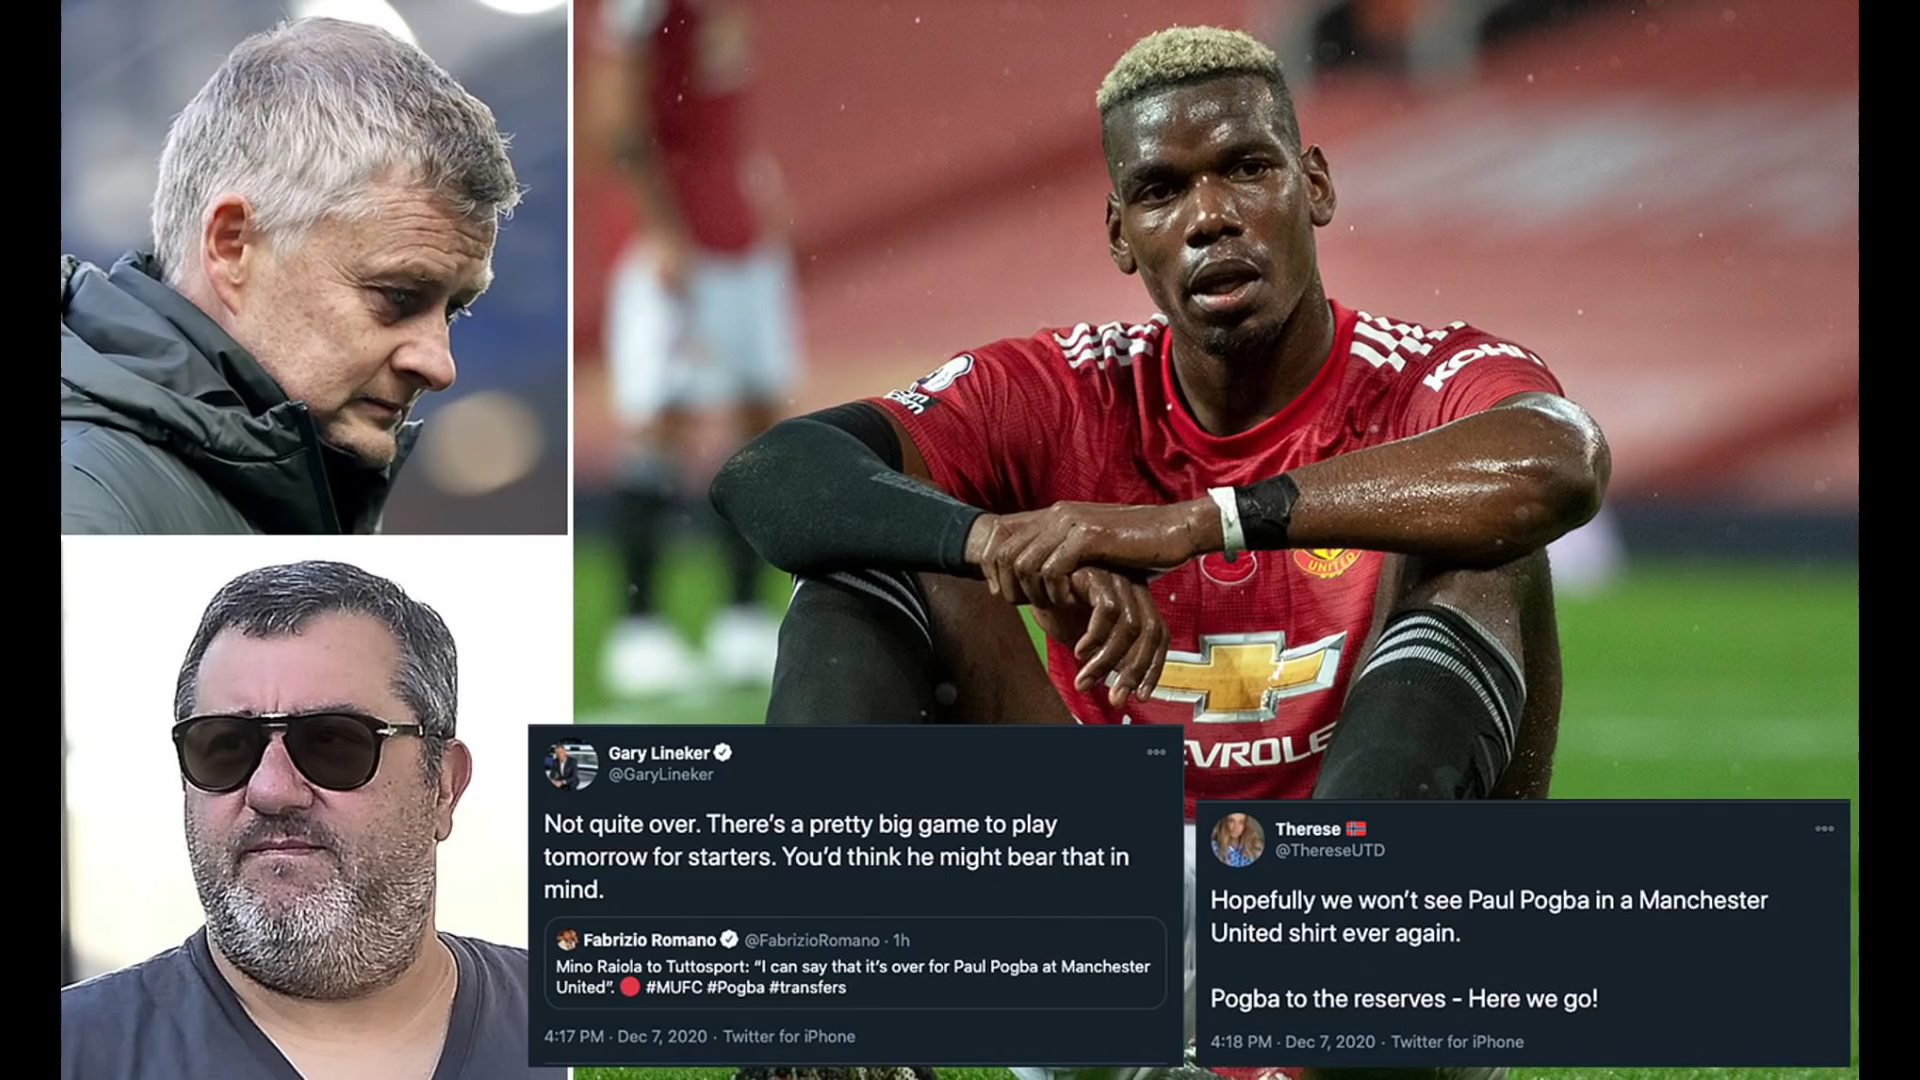 KOHL
UNITED
EVROLE
Gary Lineker
@GaryLineker
Not quite over. There's a pretty big game to play
tomorrow for starters. You'd think he might bear that in
mind.
Fabrizio Romano @FabrizioRomano · 1h
Mino Raiola to Tuttosport: “I can say that it's over for Paul Pogba at Manchester
United”. 🔴 #MUFC #Pogba #transfers
4:17 PM · Dec 7, 2020 · Twitter for iPhone
Therese 🇳🇴
@ThereseUTD
Hopefully we won't see Paul Pogba in a Manchester
United shirt ever again.
Pogba to the reserves - Here we go!
4:18 PM · Dec 7, 2020 · Twitter for iPhone